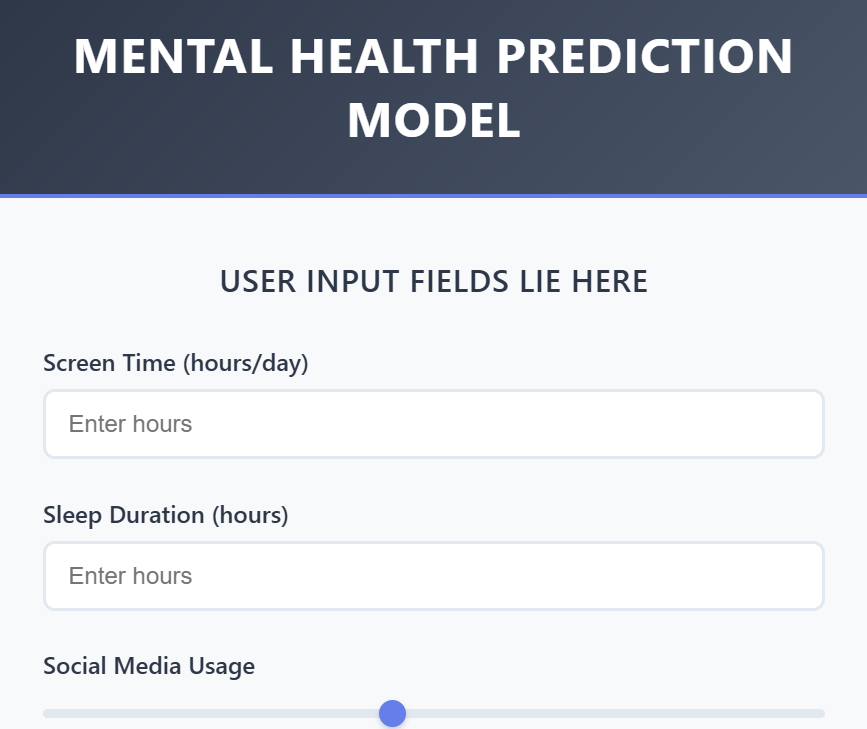 MENTAL HEALTH PREDICTION
MODEL
USER INPUT FIELDS LIE HERE
Screen Time (hours/day)
Enter hours
Sleep Duration (hours)
Enter hours
Social Media Usage